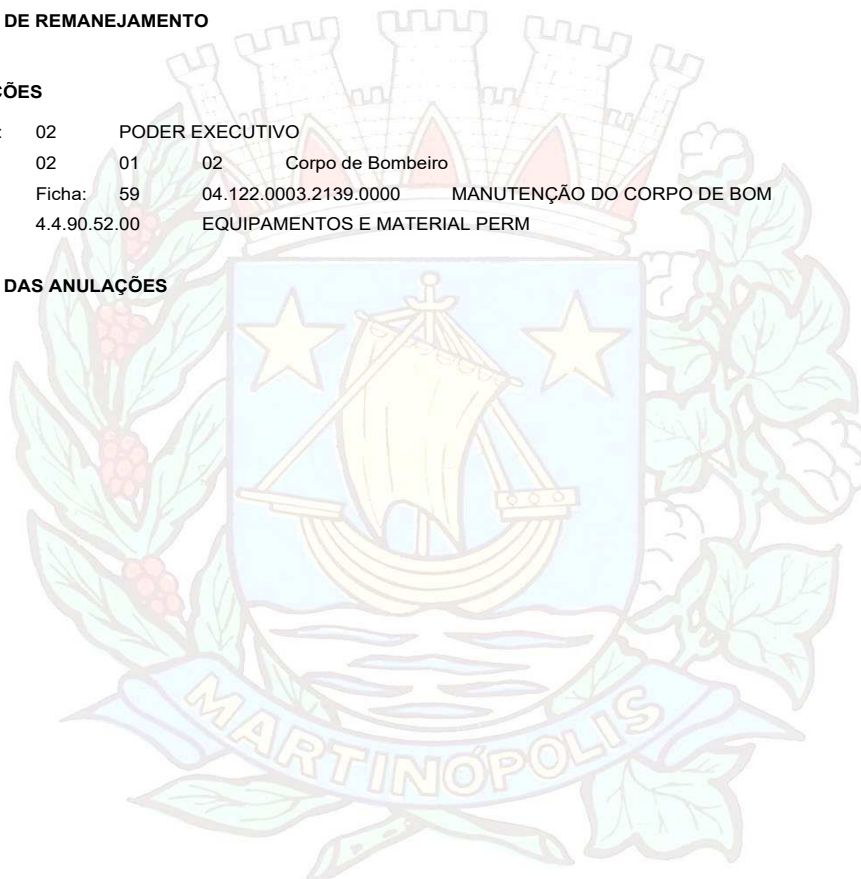 DE REMANEJAMENTO
ÇÕES
: 02 PODER EXECUTIVO
02 01 02 Corpo de Bombeiro
Ficha: 59 04.122.0003.2139.0000 MANUTENÇÃO DO CORPO DE BOM
4.4.90.52.00 EQUIPAMENTOS E MATERIAL PERM
DAS ANULAÇÕES
MARTINÓPOLIS